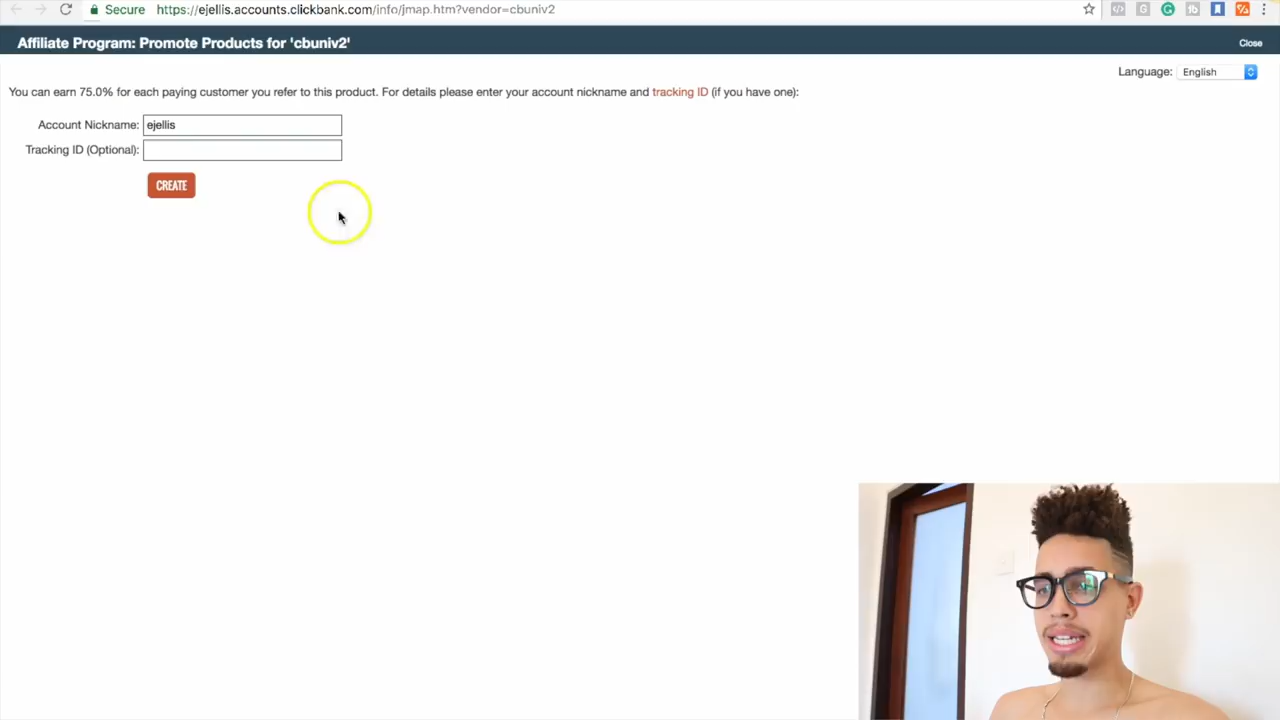 Secure https://ejellis.accounts.clickbank.com/info/jmap.htm?vendor=cbuniv2
Affiliate Program: Promote Products for 'cbuniv2'
Close
Language: English
You can earn 75.0% for each paying customer you refer to this product. For details please enter your account nickname and tracking ID (if you have one):
Account Nickname: ejellis
Tracking ID (Optional):
CREATE